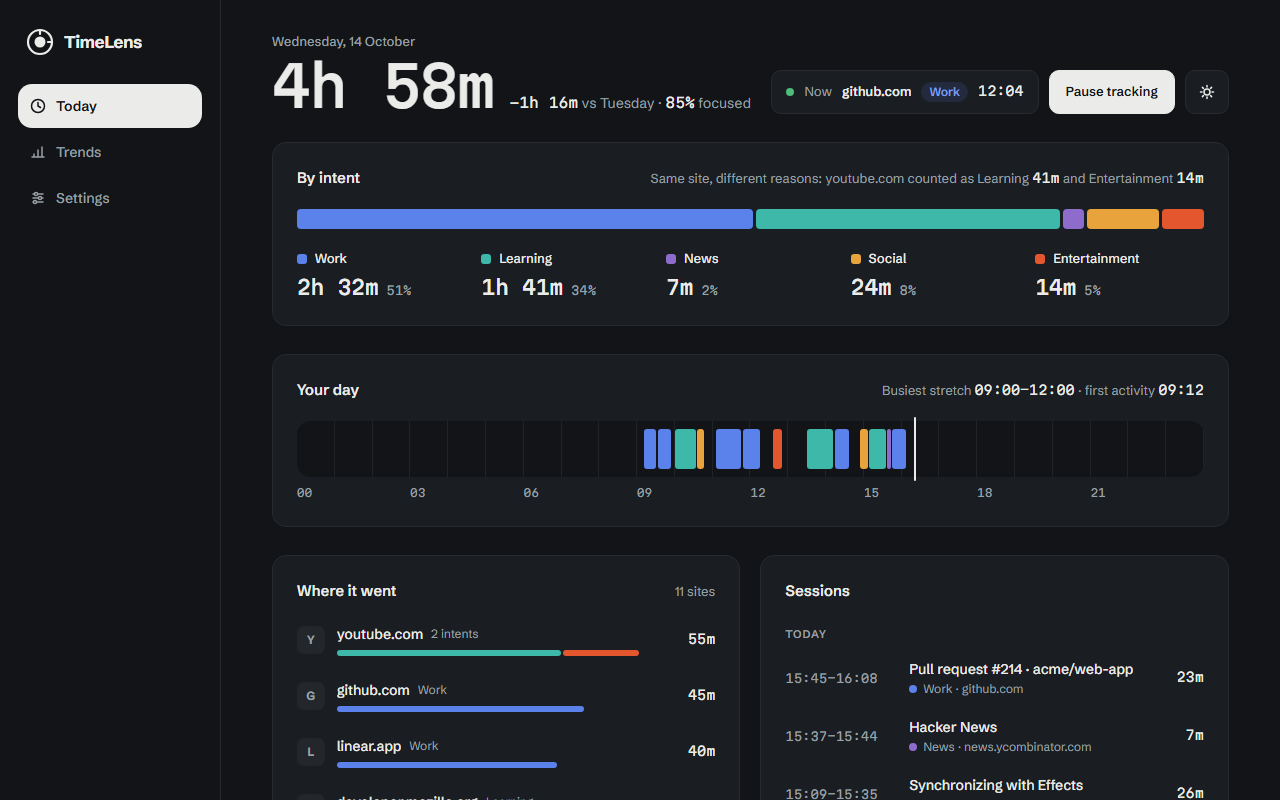 TimeLens
Today
Trends
Settings
Wednesday, 14 October
4h 58m −1h 16m vs Tuesday · 85% focused
Now github.com Work 12:04
Pause tracking
By intent
Same site, different reasons: youtube.com counted as Learning 41m and Entertainment 14m
Work
2h 32m 51%
Learning
1h 41m 34%
News
7m 2%
Social
24m 8%
Entertainment
14m 5%
Your day
Busiest stretch 09:00–12:00 · first activity 09:12
00 03 06 09 12 15 18 21
Where it went
11 sites
Y youtube.com 2 intents 55m
G github.com Work 45m
L linear.app Work 40m
Sessions
TODAY
15:45–16:08 Pull request #214 · acme/web-app 23m
Work · github.com
15:37–15:44 Hacker News 7m
News · news.ycombinator.com
15:09–15:35 Synchronizing with Effects 26m